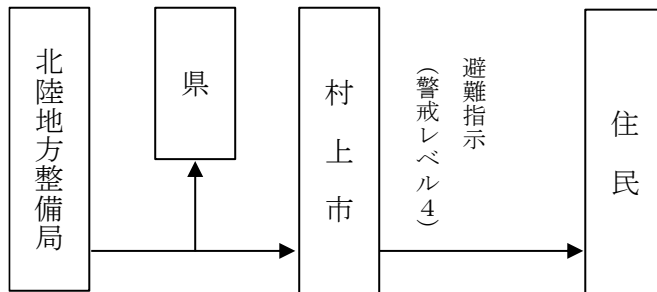 北陸地方整備局
県
村上市
避難指示
（警戒レベル４）
住民